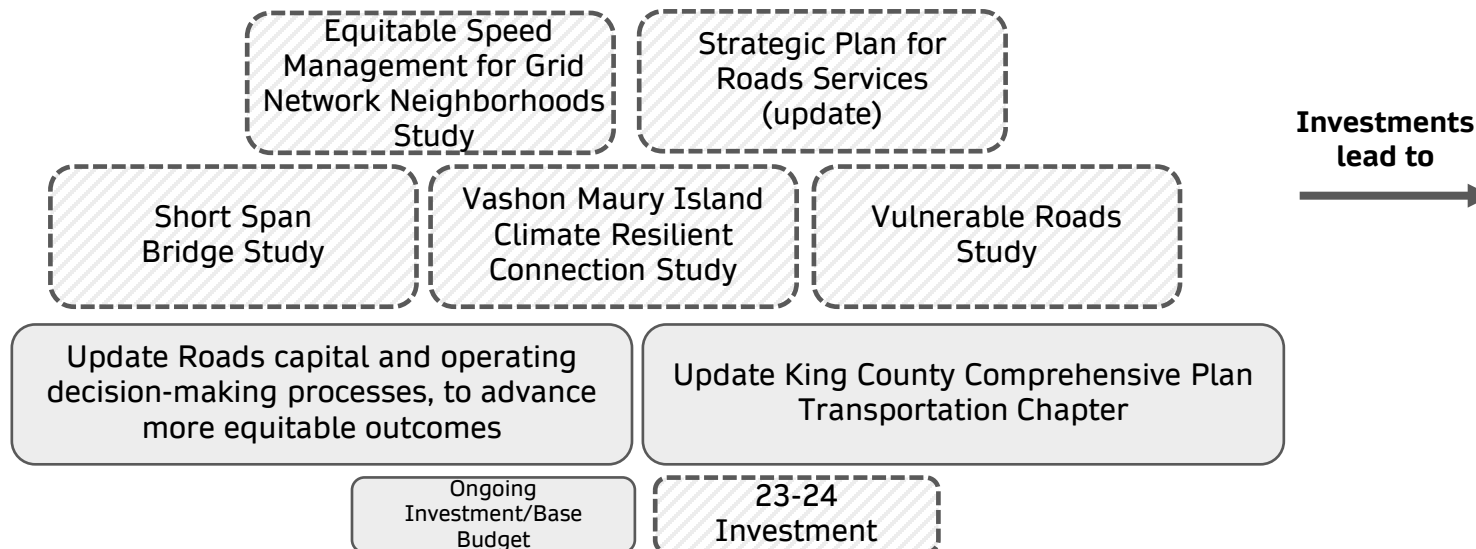 Equitable Speed
Management for Grid
Network Neighborhoods
Study
Strategic Plan for
Roads Services
(update)
Investments
lead to
Short Span
Bridge Study
Vashon Maury Island
Climate Resilient
Connection Study
Vulnerable Roads
Study
Update Roads capital and operating
decision-making processes, to advance
more equitable outcomes
Update King County Comprehensive Plan
Transportation Chapter
Ongoing
Investment/Base
Budget
23-24
Investment